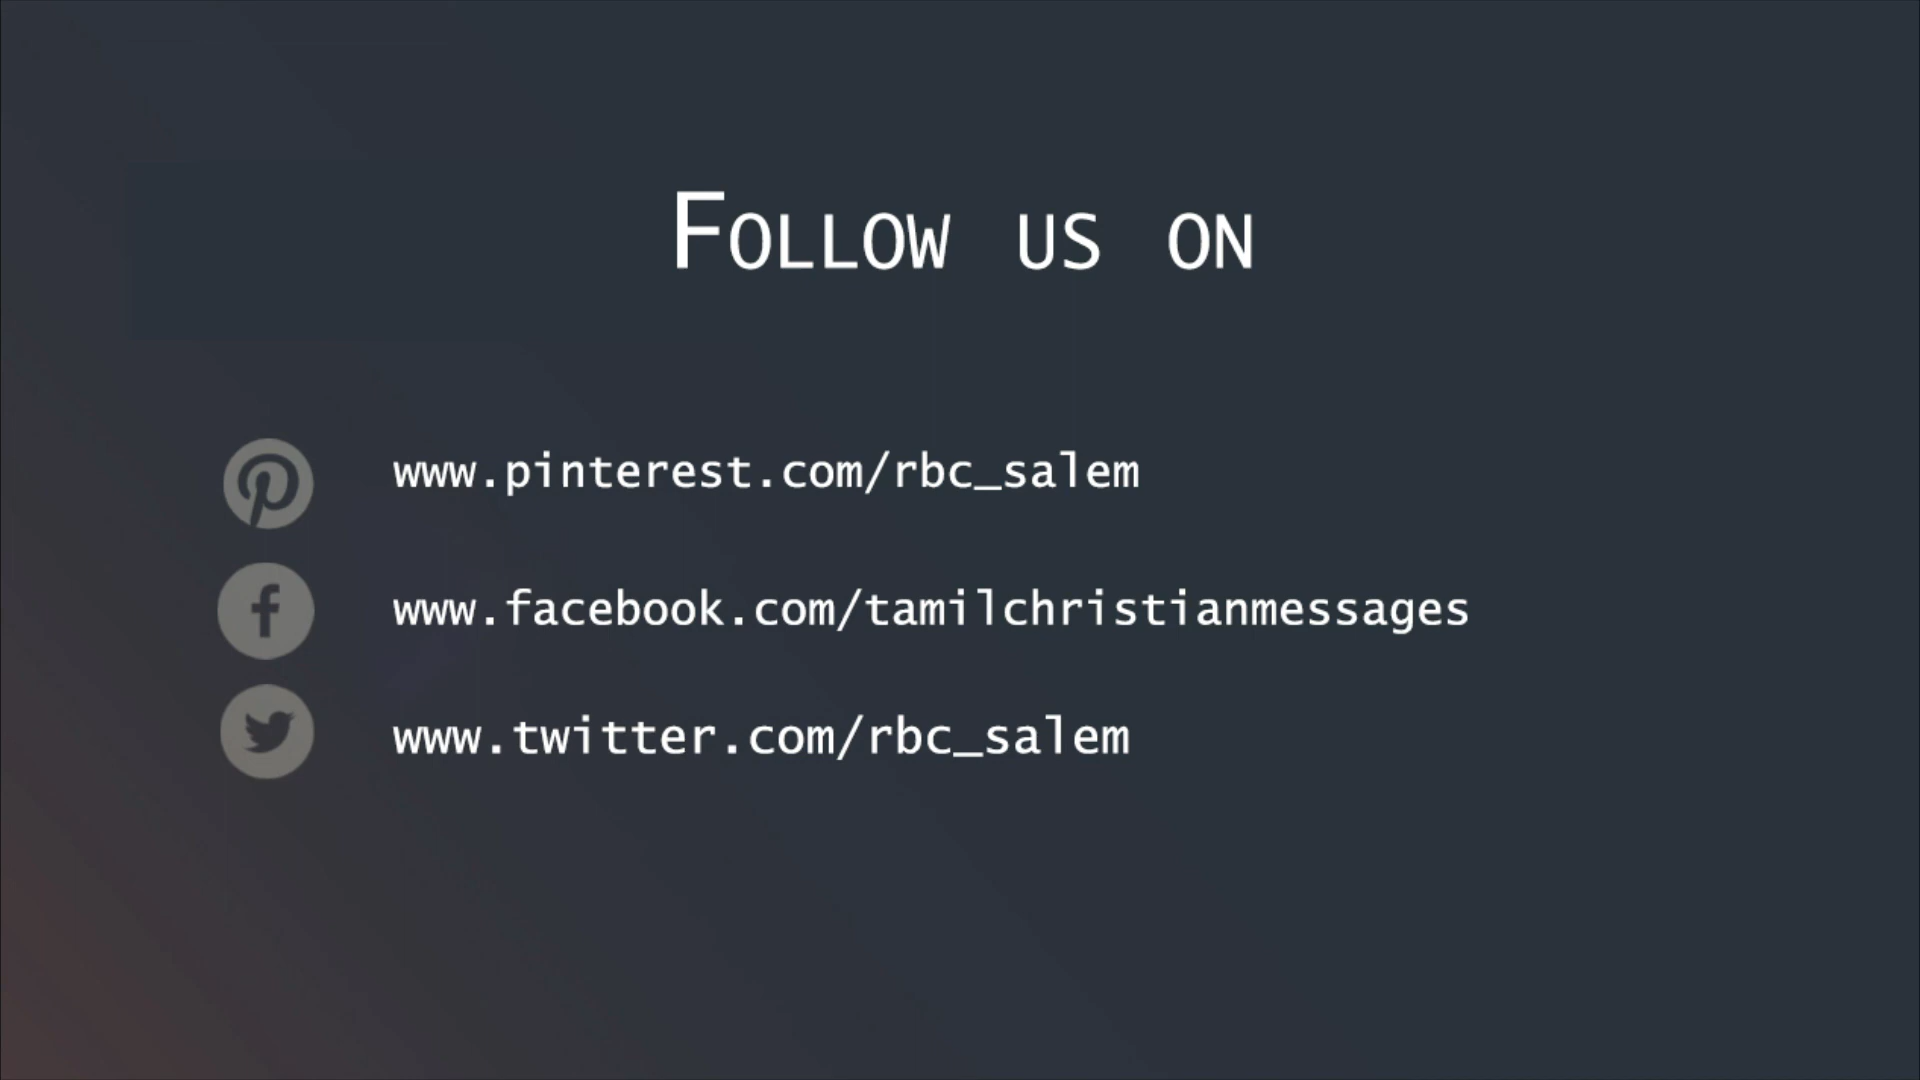 Follow us on
www.pinterest.com/rbc_salem
www.facebook.com/tamilchristianmessages
www.twitter.com/rbc_salem